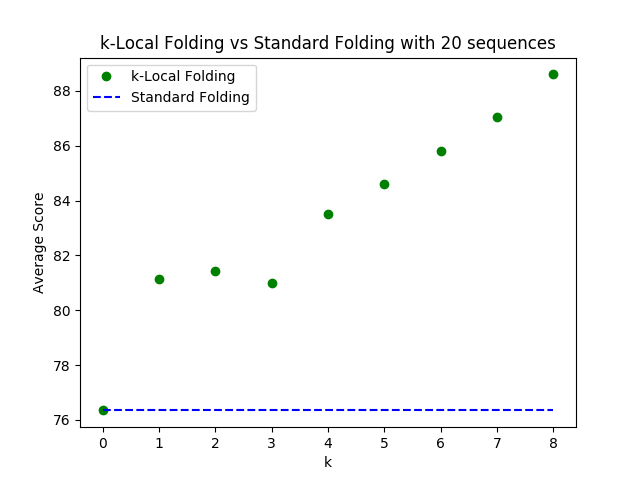 k-Local Folding vs Standard Folding with 20 sequences
k-Local Folding
Standard Folding
Average Score
88
86
84
82
80
78
76
0 1 2 3 4 5 6 7 8
k